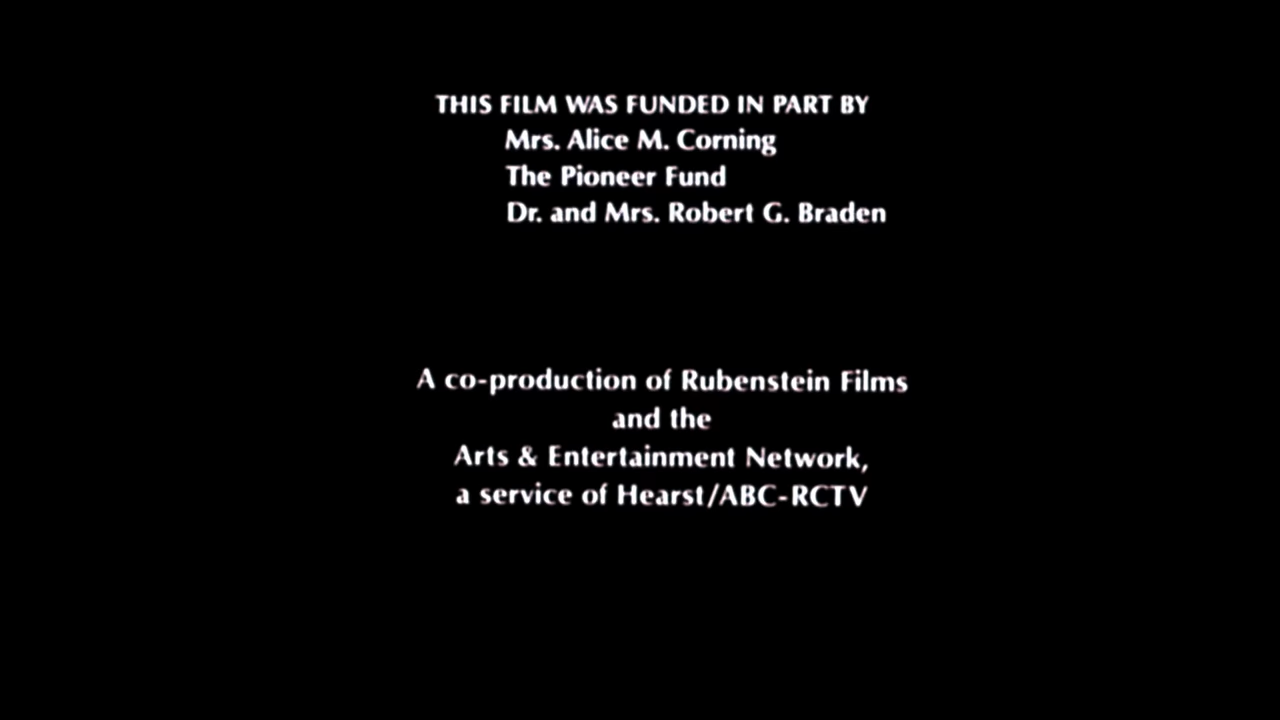 THIS FILM WAS FUNDED IN PART BY
Mrs. Alice M. Corning
The Pioneer Fund
Dr. and Mrs. Robert G. Braden
A co-production of Rubenstein Films
and the
Arts & Entertainment Network,
a service of Hearst/ABC-RCTV